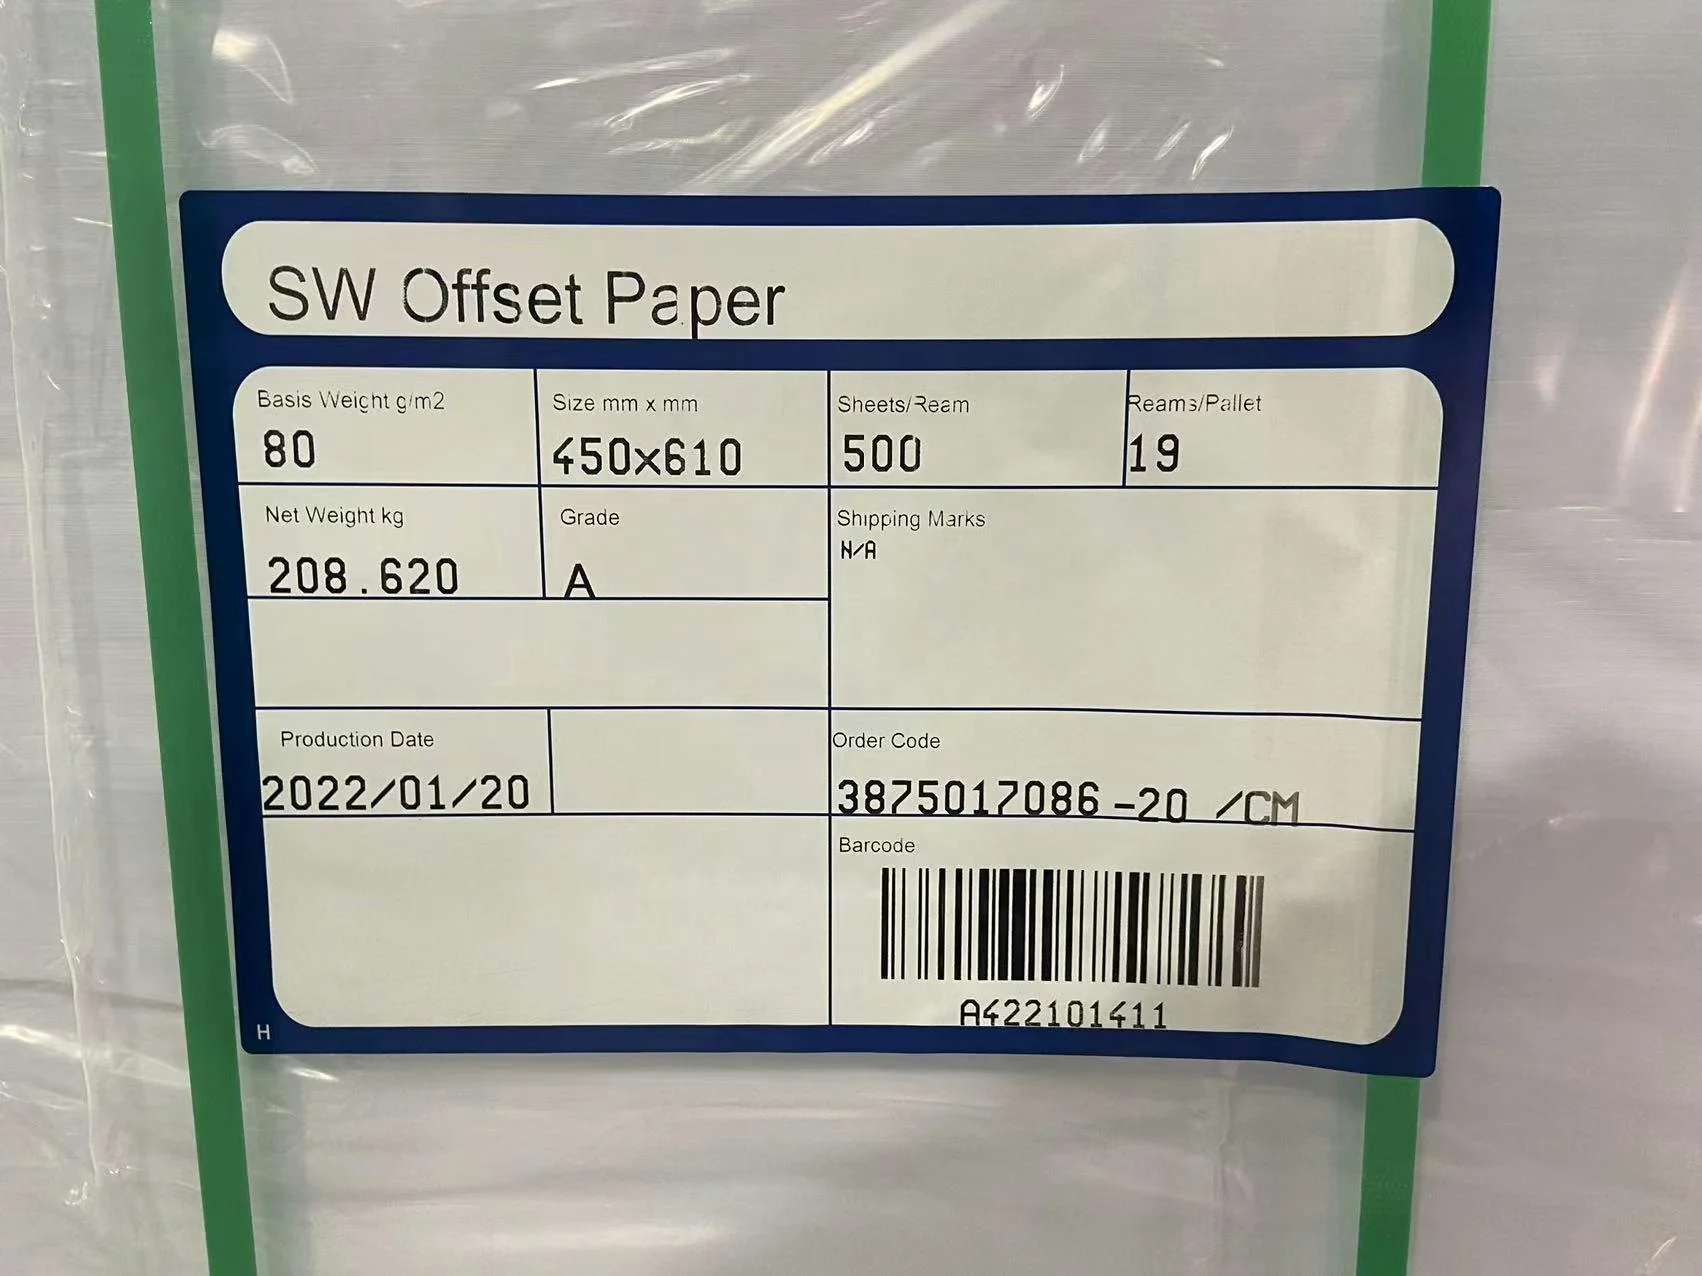 SW Offset Paper
Basis Weight g/m2
80
Size mm x mm
450x610
Sheets/Ream
500
Reams/Pallet
19
Net Weight kg
208.620
Grade
A
Shipping Marks
N/A
Production Date
2022/01/20
Order Code
3875017086-20 /CM
Barcode
A422101411
H